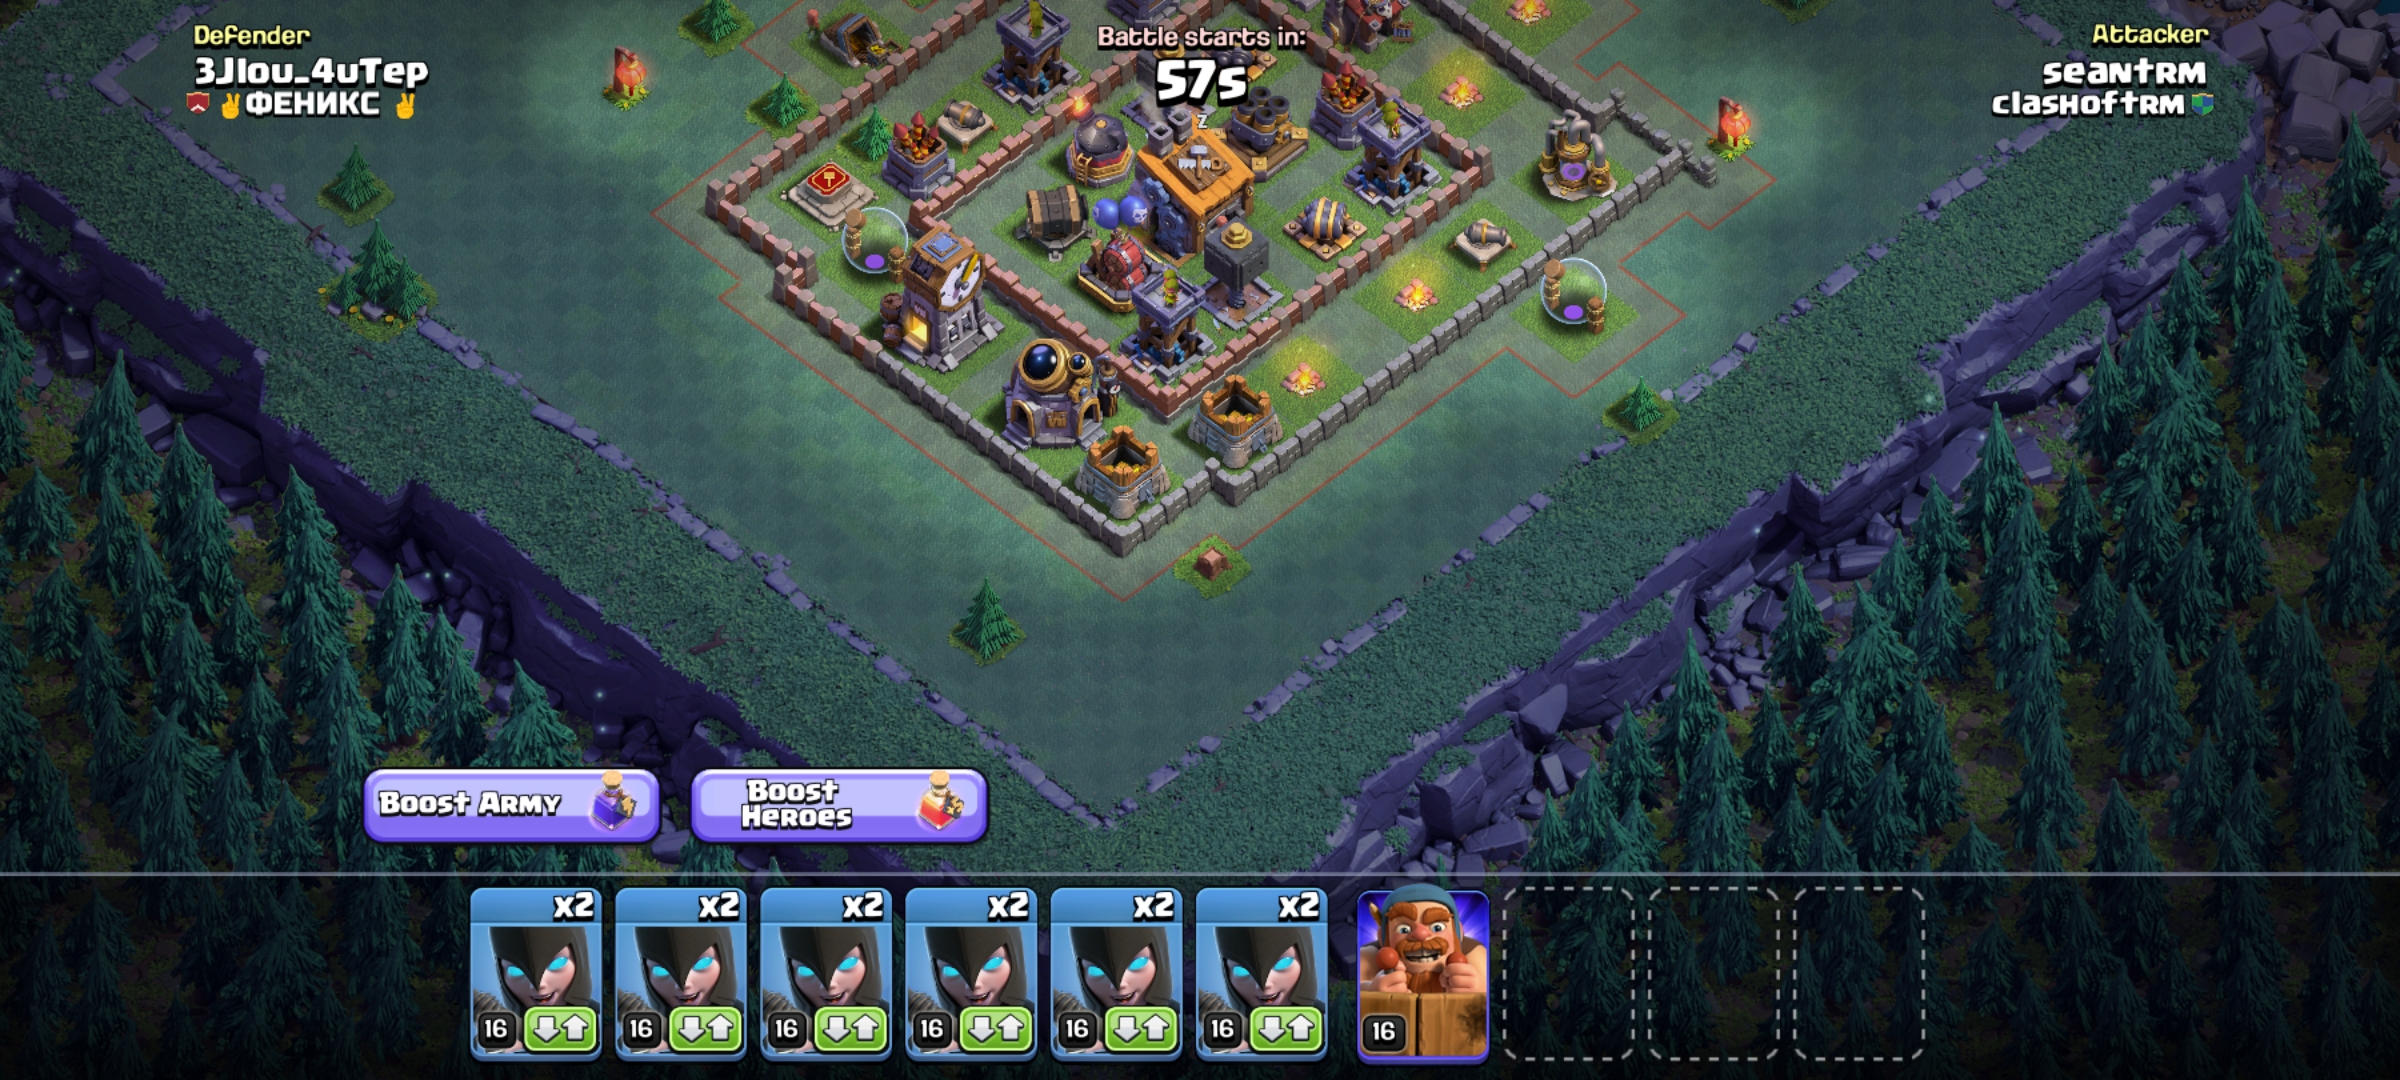 Defender
3Jlou_4uTep
✌ФЕНИКС✌
Battle starts in:
57s
Attacker
seantrm
clashoftrm
z
Boost Army
Boost
Heroes
x2
x2
x2
x2
x2
x2
16
16
16
16
16
16
16